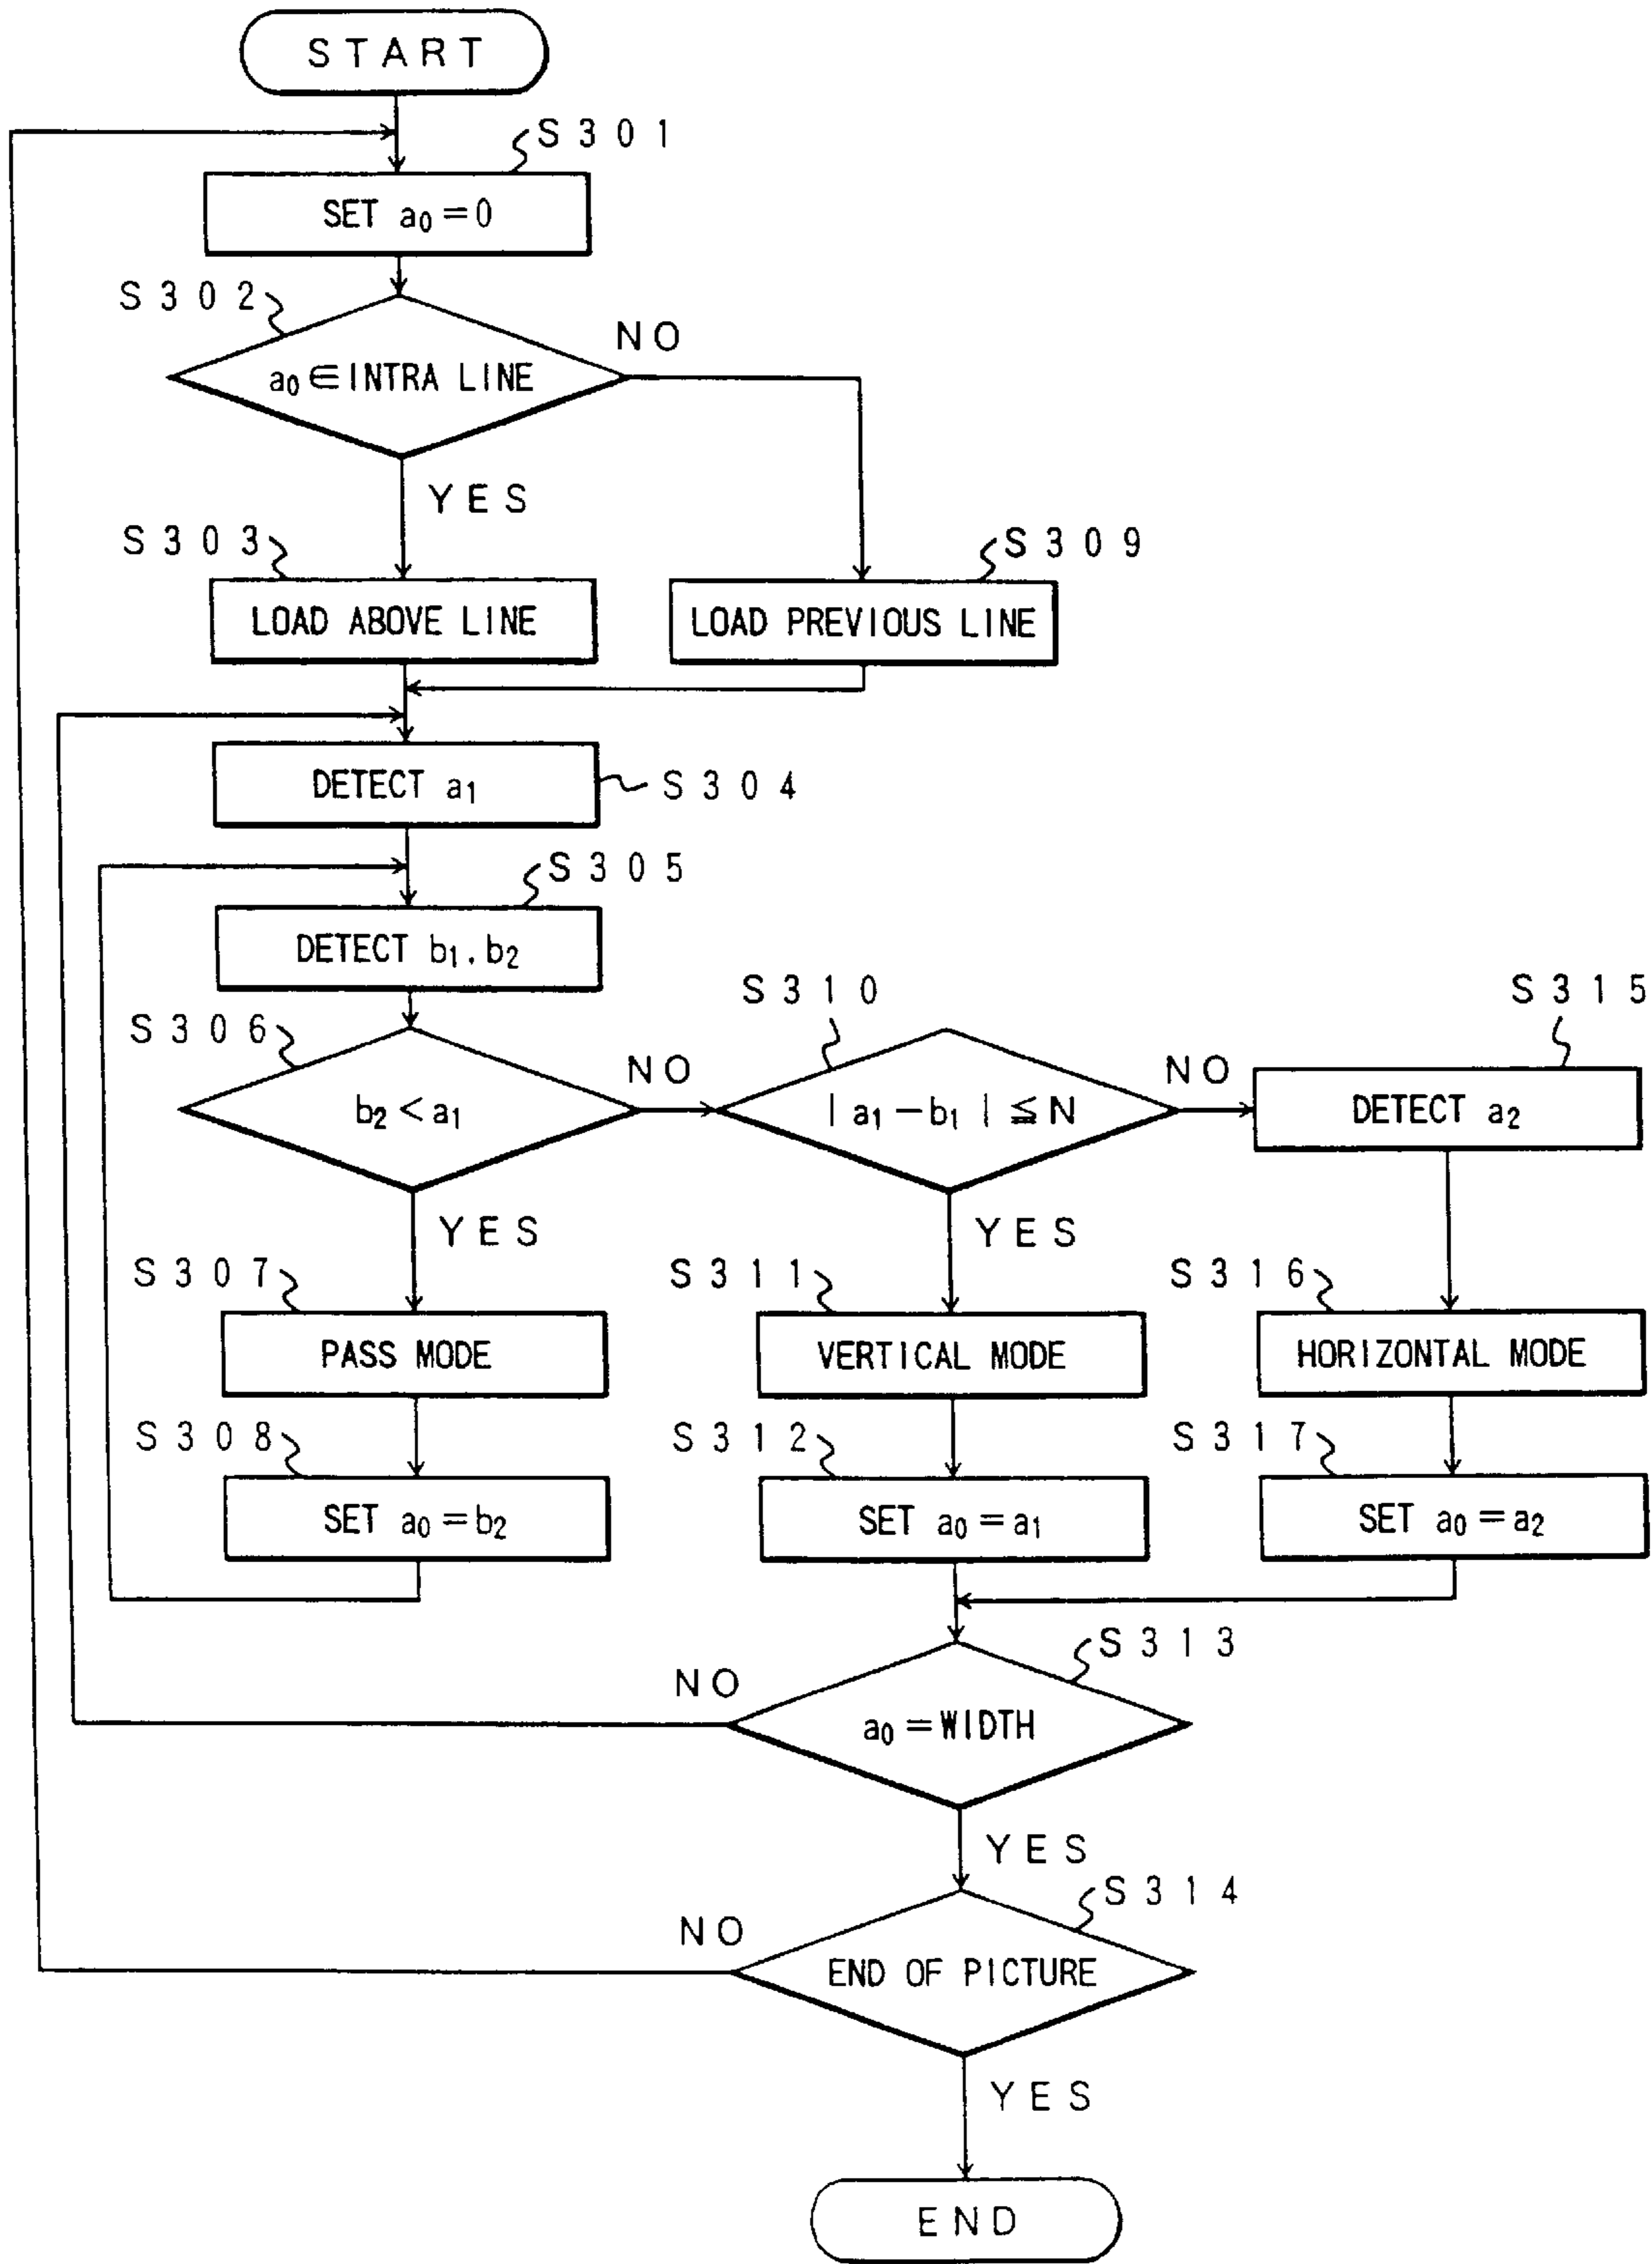 START
S301
SET a₀=0
S302
a₀∈INTRA LINE
NO
YES
S303
LOAD ABOVE LINE
S309
LOAD PREVIOUS LINE
DETECT a₁
S304
S305
DETECT b₁, b₂
S306
b₂<a₁
NO
YES
S310
|a₁−b₁|≦N
NO
YES
S315
DETECT a₂
S307
PASS MODE
S311
VERTICAL MODE
S316
HORIZONTAL MODE
S308
SET a₀=b₂
S312
SET a₀=a₁
S317
SET a₀=a₂
S313
NO
a₀=WIDTH
YES
S314
NO
END OF PICTURE
YES
END